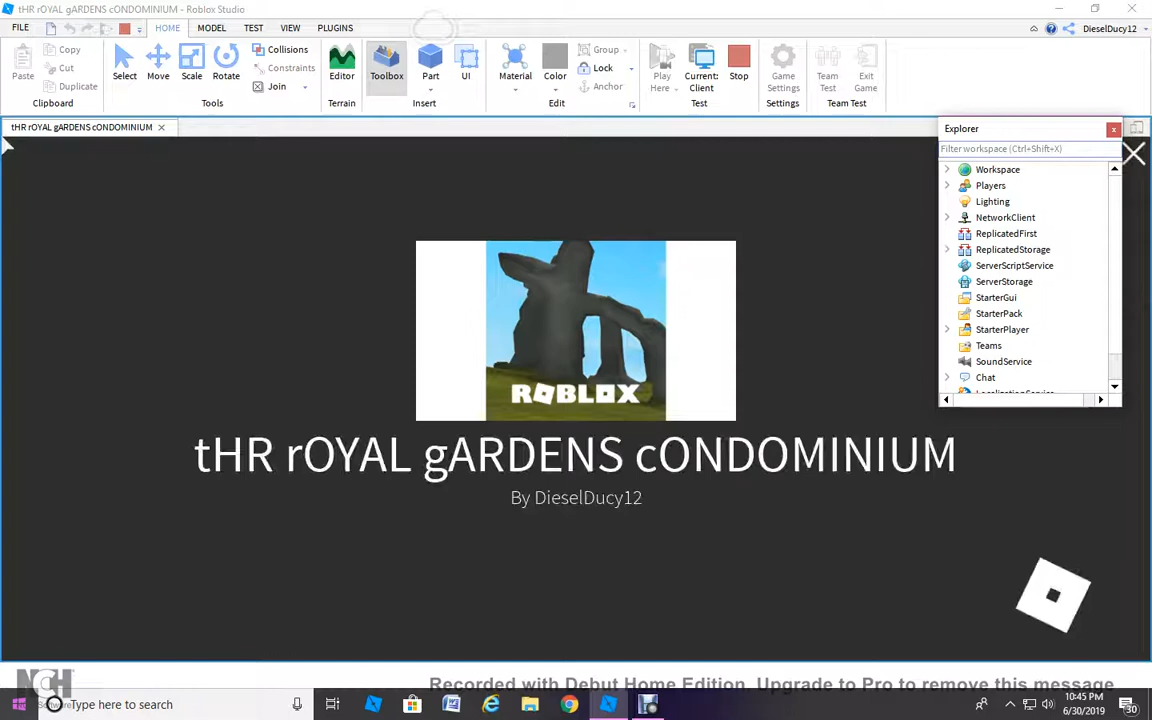 tHR rOYAL gARDENS cONDOMINIUM - Roblox Studio
FILE HOME MODEL TEST VIEW PLUGINS DieselDucy12
Paste Copy Cut Duplicate
Select Move Scale Rotate Collisions Constraints Join
Editor Toolbox Part UI
Material Color Group Lock Anchor
Play Here Current: Client Stop
Game Settings Team Test Exit Game
Clipboard Tools Terrain Insert Edit Test Settings Team Test
tHR rOYAL gARDENS cONDOMINIUM
Explorer
Filter workspace (Ctrl+Shift+X)
Workspace
Players
Lighting
NetworkClient
ReplicatedFirst
ReplicatedStorage
ServerScriptService
ServerStorage
StarterGui
StarterPack
StarterPlayer
Teams
SoundService
Chat
LocalizationService
ROBLOX
tHR rOYAL gARDENS cONDOMINIUM
By DieselDucy12
NCH
Recorded with Debut Home Edition. Upgrade to Pro to remove this message
Type here to search
10:45 PM
6/30/2019
30